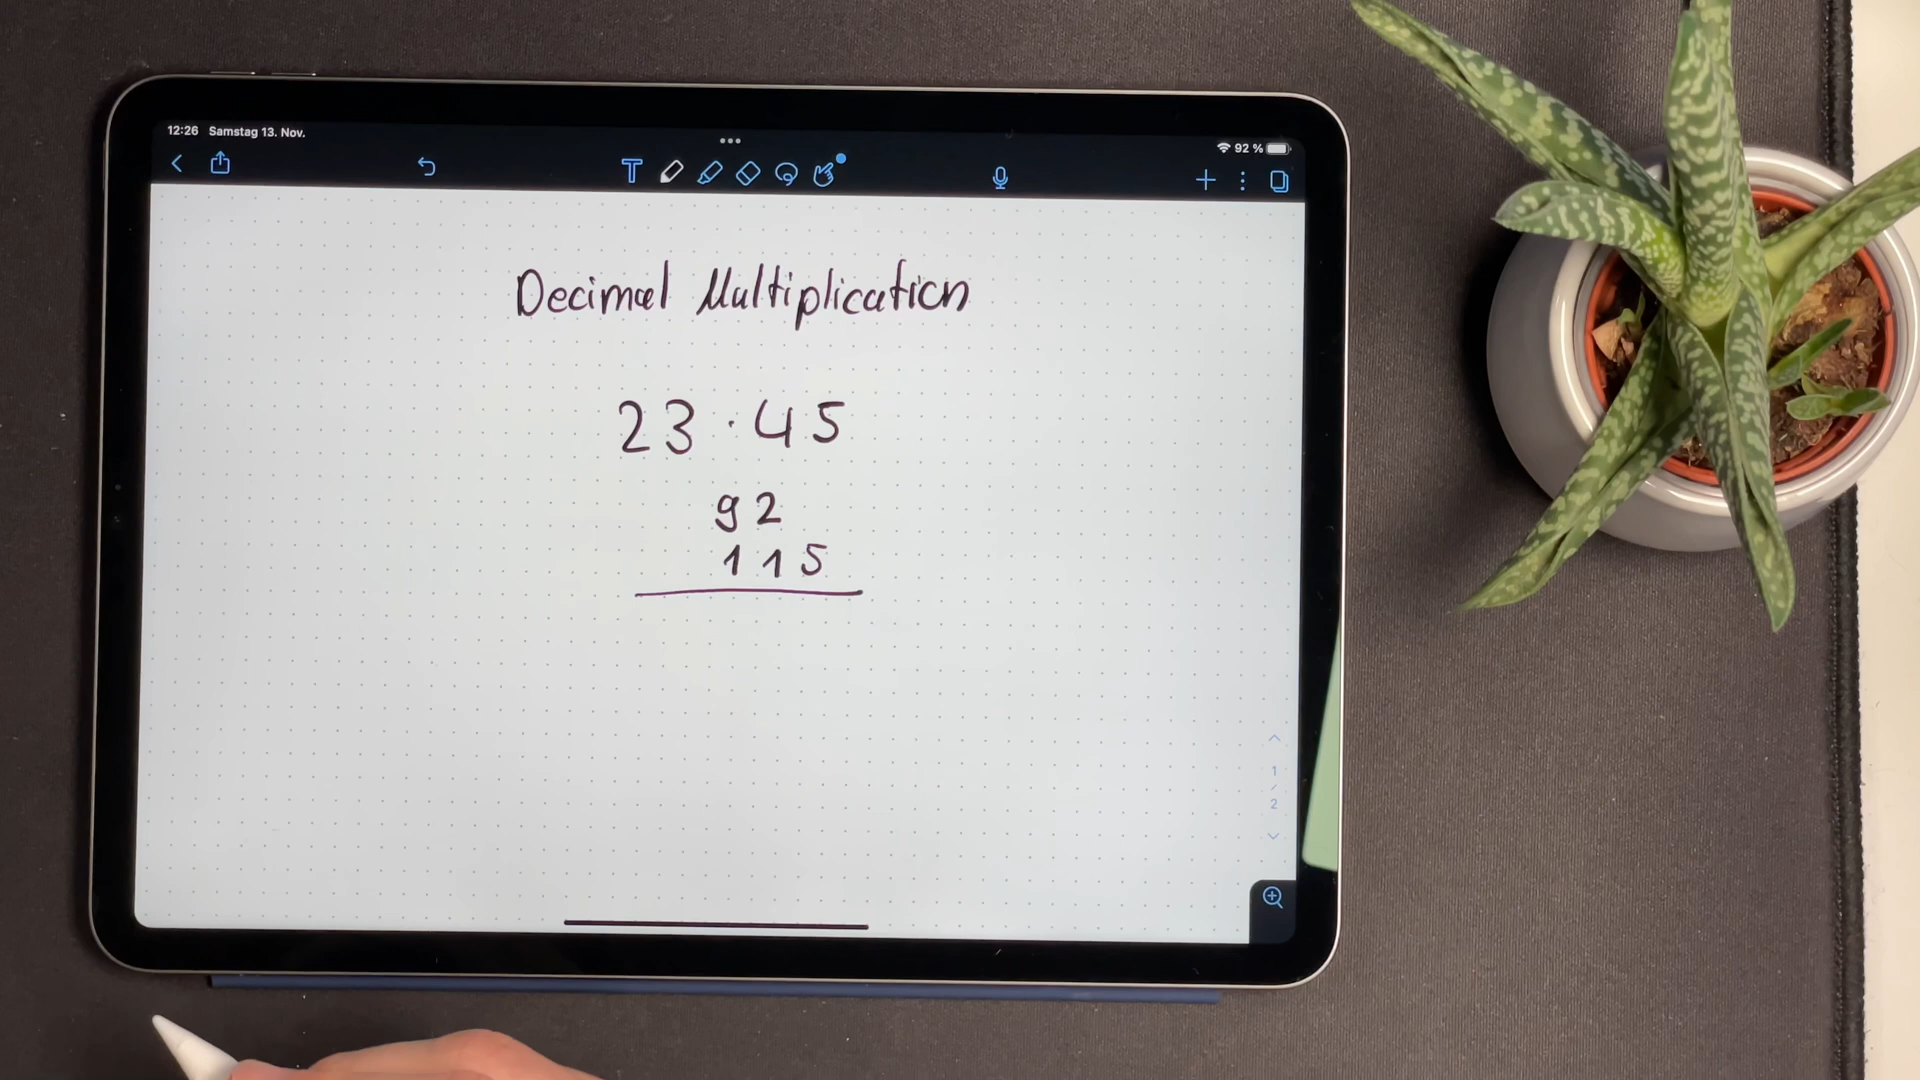 12:26 Samstag 13. Nov.
92 %
Decimal Multiplication
23 · 45
92
115
1
/
2